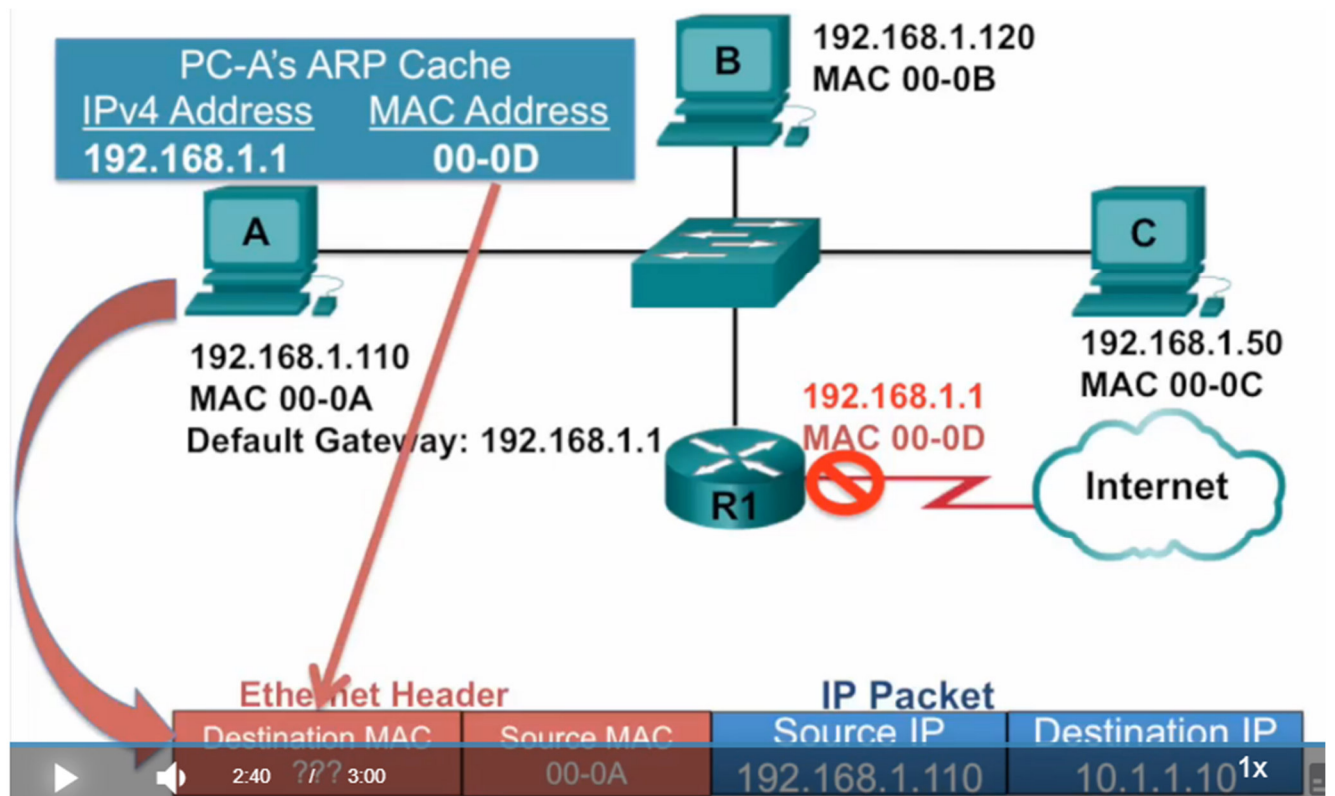 PC-A's ARP Cache
IPv4 Address MAC Address
192.168.1.1 00-0D
B
192.168.1.120
MAC 00-0B
A
192.168.1.110
MAC 00-0A
Default Gateway: 192.168.1.1
C
192.168.1.50
MAC 00-0C
192.168.1.1
MAC 00-0D
R1
Internet
Ethernet Header IP Packet
Destination MAC Source MAC Source IP Destination IP
??? 00-0A 192.168.1.110 10.1.1.10
2:40 / 3:00 1x